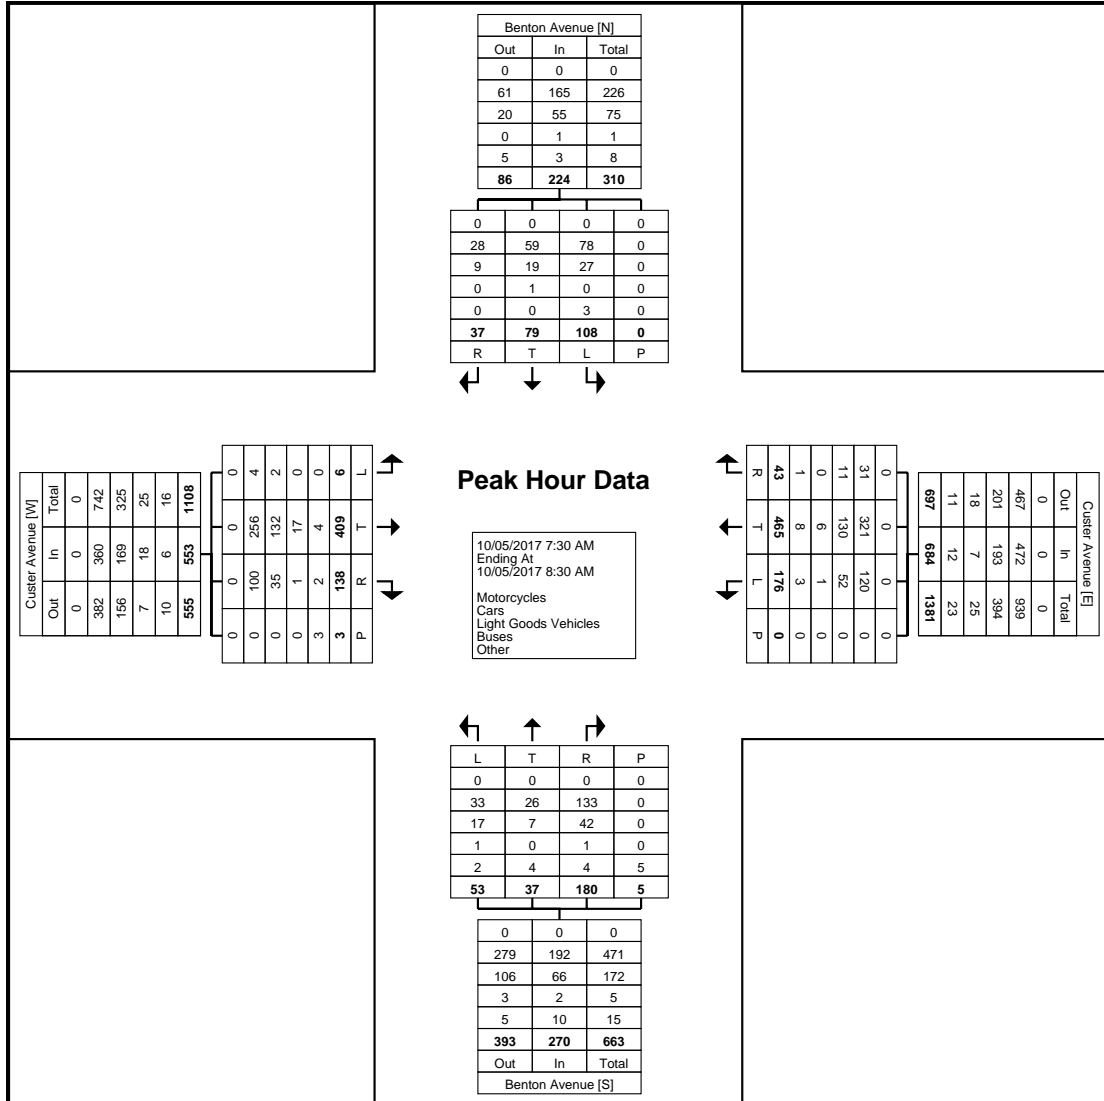 Benton Avenue [N]
Out In Total
0 0 0
61 165 226
20 55 75
0 1 1
5 3 8
86 224 310
0 0 0 0
28 59 78 0
9 19 27 0
0 1 0 0
0 0 3 0
37 79 108 0
R T L P
Custer Avenue [W]
Out In Total
0 0 0
382 360 742
156 169 325
7 18 25
10 6 16
555 553 1108
0 0 0 0
0 100 256 4
0 35 132 2
0 1 17 0
3 2 4 0
3 138 409 6
P R T L
Peak Hour Data
10/05/2017 7:30 AM
Ending At
10/05/2017 8:30 AM
Motorcycles
Cars
Light Goods Vehicles
Buses
Other
Custer Avenue [E]
Out In Total
0 0 0
467 472 939
201 193 394
18 7 25
11 12 23
697 684 1381
0 0 0 0
31 321 120 0
11 130 52 0
0 6 1 0
1 8 3 0
43 465 176 0
R T L P
L T R P
0 0 0 0
33 26 133 0
17 7 42 0
1 0 1 0
2 4 4 5
53 37 180 5
0 0 0
279 192 471
106 66 172
3 2 5
5 10 15
393 270 663
Out In Total
Benton Avenue [S]